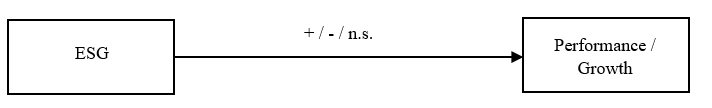 + / - / n.s.
ESG
Performance /
Growth